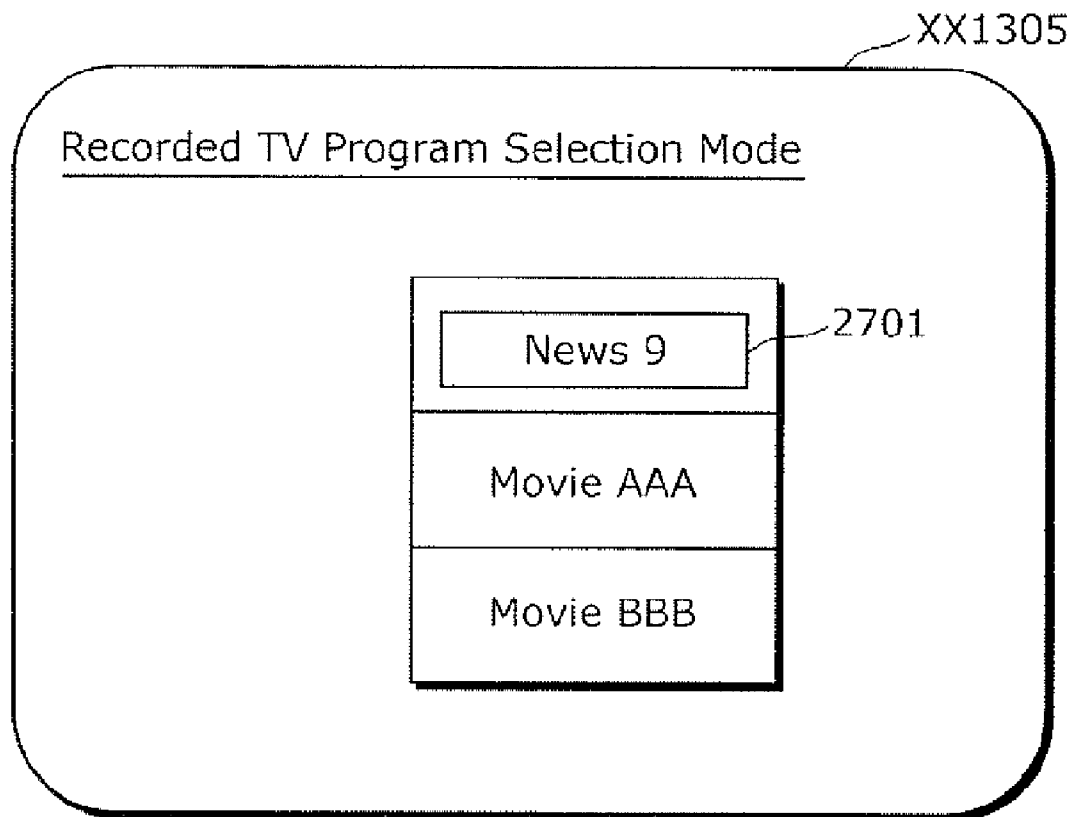 XX1305
Recorded TV Program Selection Mode
News 9
2701
Movie AAA
Movie BBB